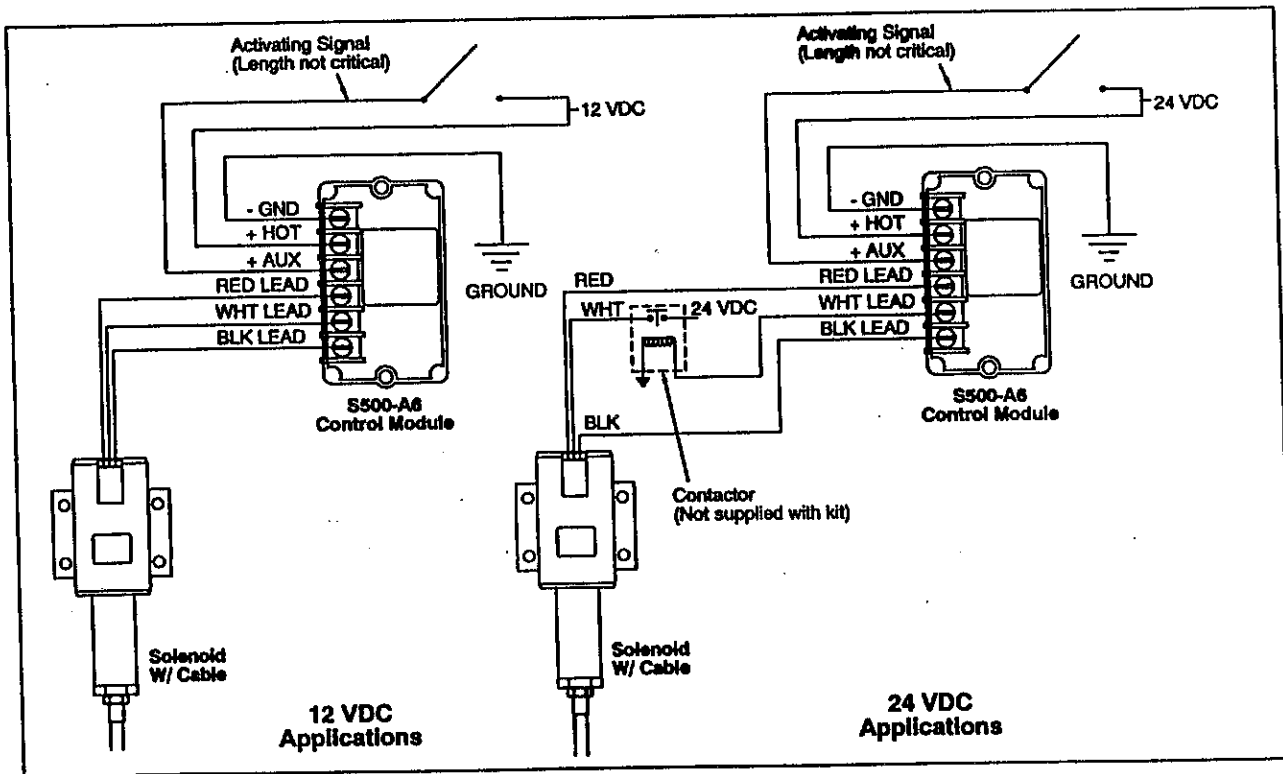 Activating Signal
(Length not critical)
12 VDC
- GND
+ HOT
+ AUX
RED LEAD
WHT LEAD
BLK LEAD
GROUND
S500-A6
Control Module
Solenoid
W/ Cable
12 VDC
Applications
Activating Signal
(Length not critical)
24 VDC
- GND
+ HOT
+ AUX
RED LEAD
WHT LEAD
BLK LEAD
GROUND
RED
WHT
24 VDC
BLK
S500-A6
Control Module
Contactor
(Not supplied with kit)
Solenoid
W/ Cable
24 VDC
Applications